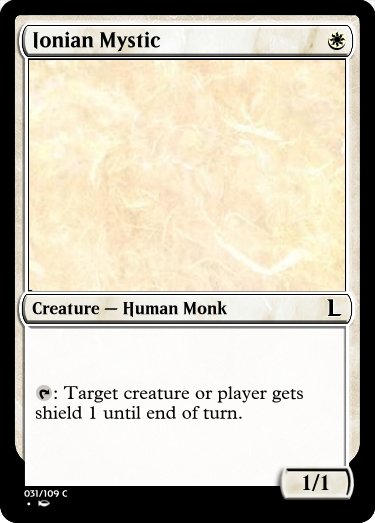 Ionian Mystic
Creature — Human Monk L
: Target creature or player gets
shield 1 until end of turn.
1/1
031/109 C